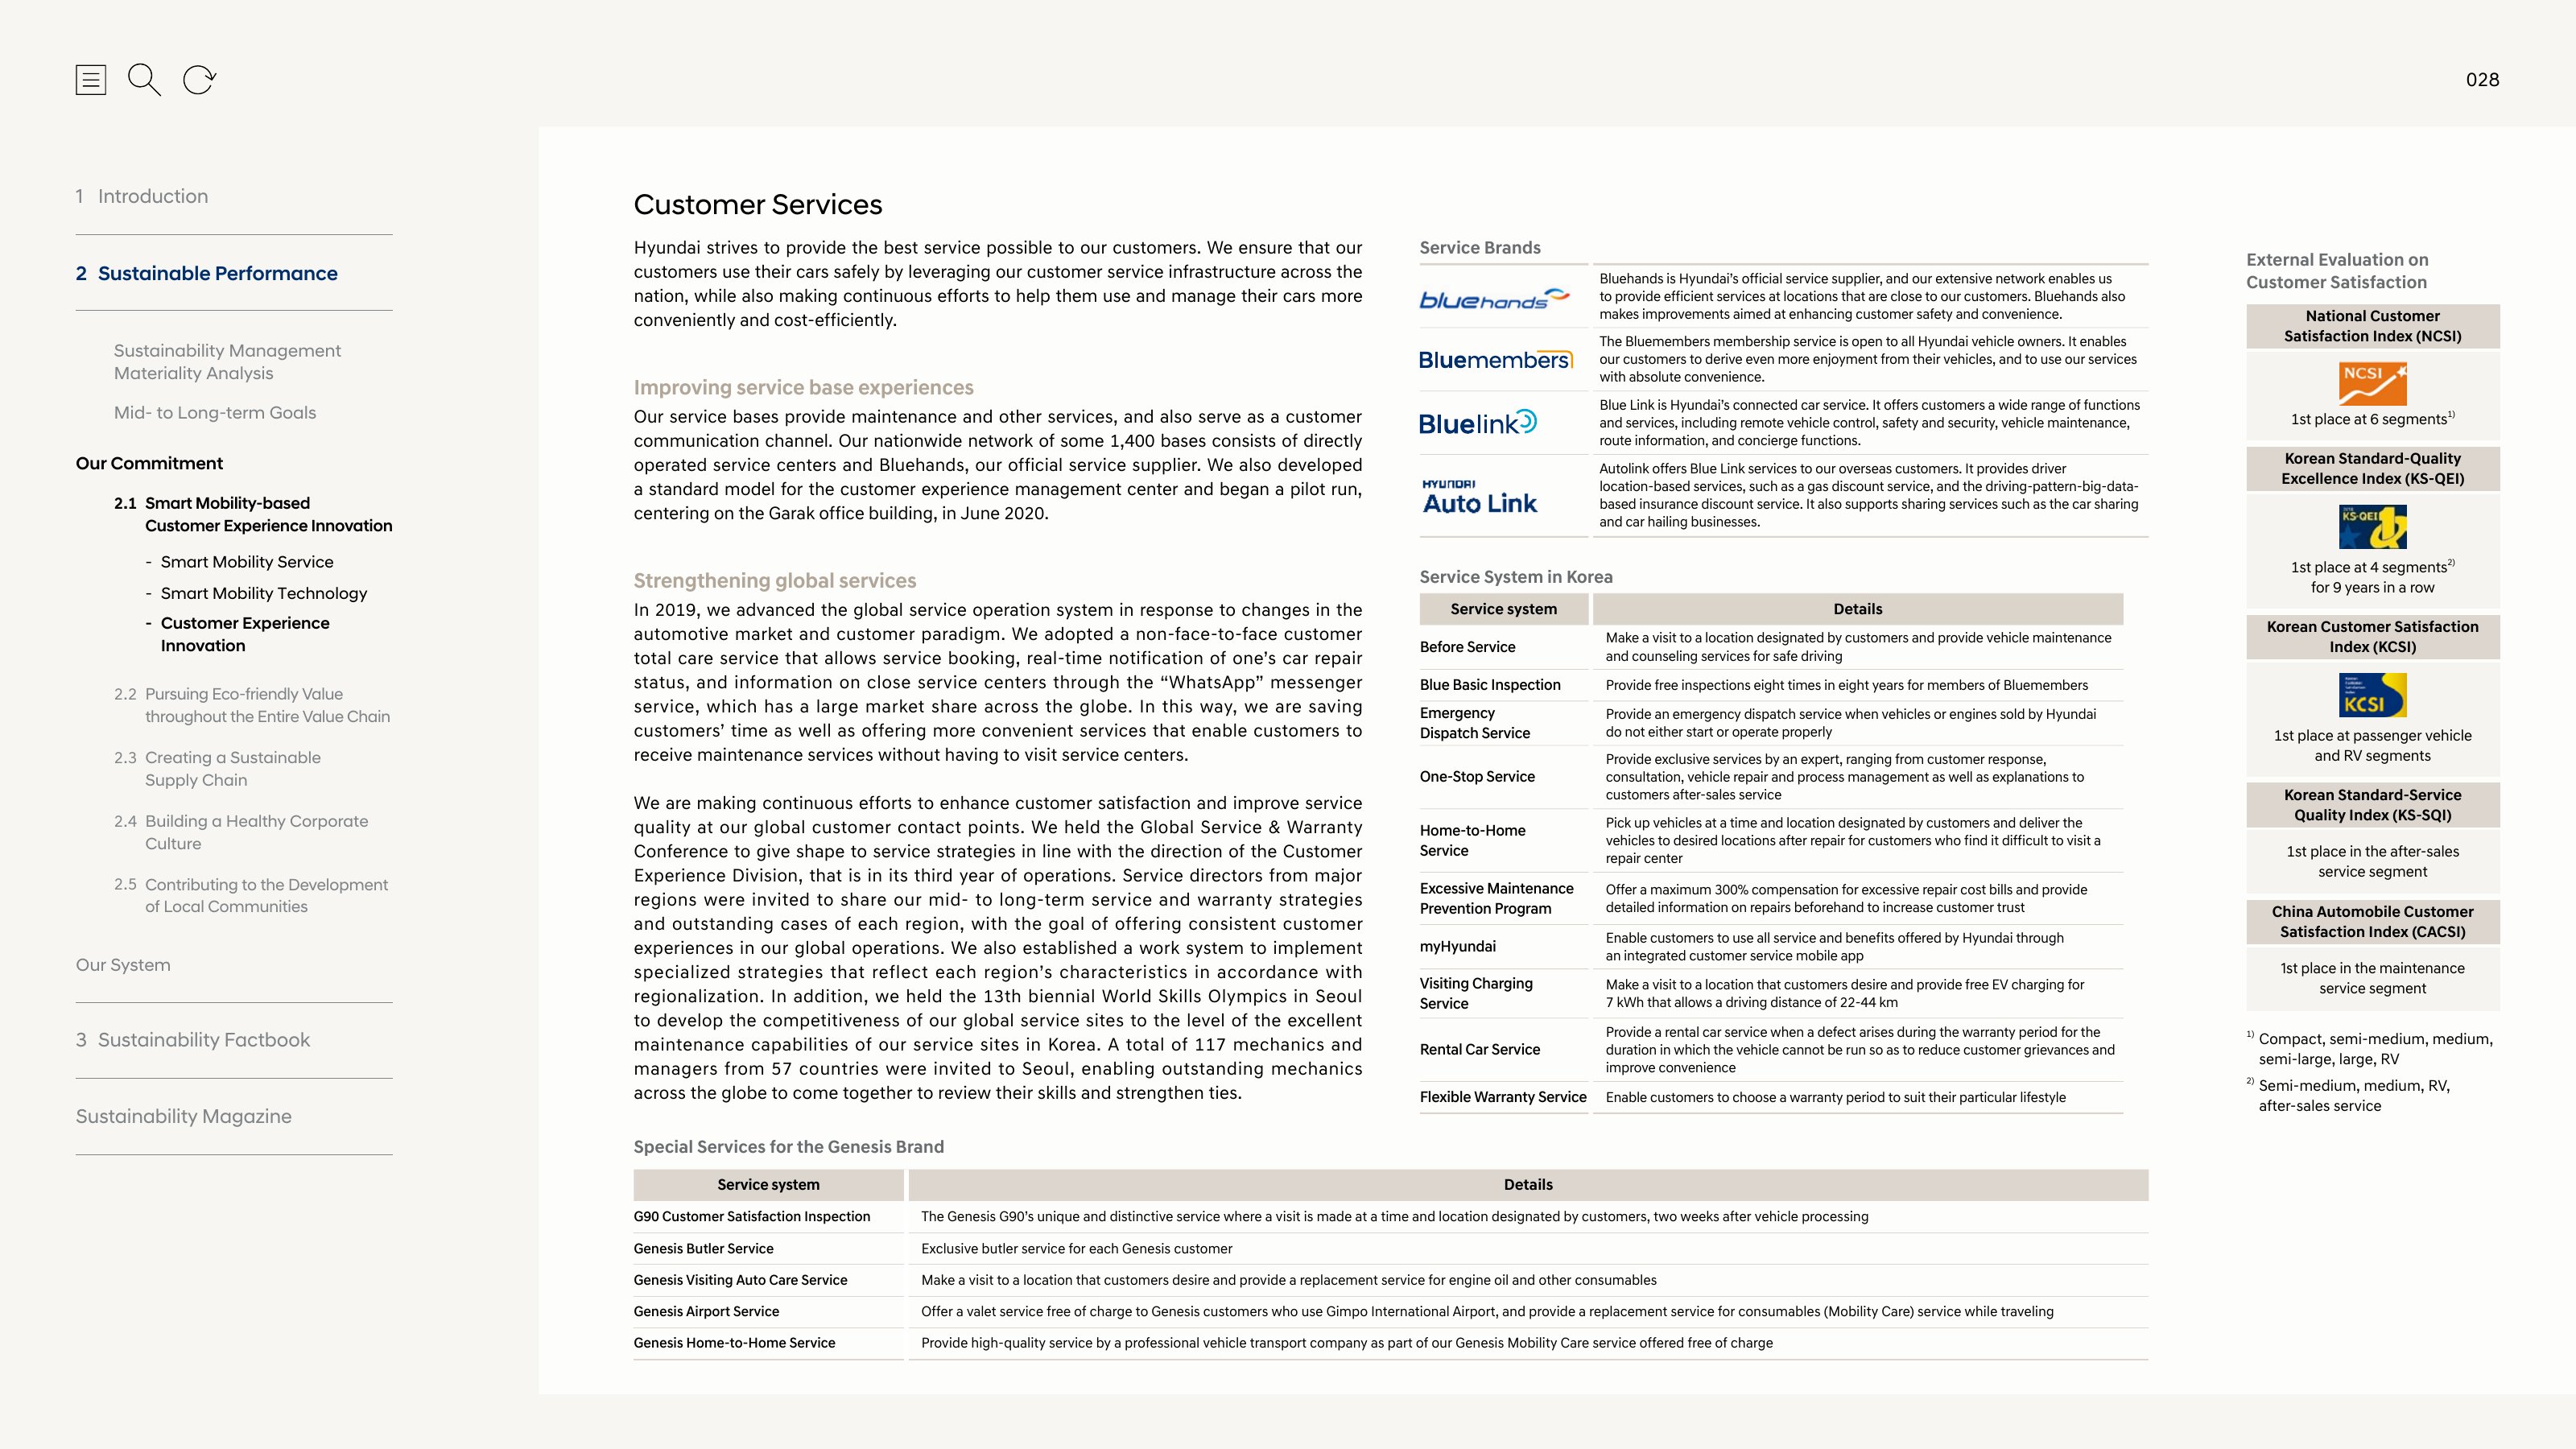 028
1 Introduction
2 Sustainable Performance
Sustainability Management
Materiality Analysis
Mid- to Long-term Goals
Our Commitment
2.1 Smart Mobility-based
Customer Experience Innovation
- Smart Mobility Service
- Smart Mobility Technology
- Customer Experience
Innovation
2.2 Pursuing Eco-friendly Value
throughout the Entire Value Chain
2.3 Creating a Sustainable
Supply Chain
2.4 Building a Healthy Corporate
Culture
2.5 Contributing to the Development
of Local Communities
Our System
3 Sustainability Factbook
Sustainability Magazine
Customer Services
Hyundai strives to provide the best service possible to our customers. We ensure that our
customers use their cars safely by leveraging our customer service infrastructure across the
nation, while also making continuous efforts to help them use and manage their cars more
conveniently and cost-efficiently.
Improving service base experiences
Our service bases provide maintenance and other services, and also serve as a customer
communication channel. Our nationwide network of some 1,400 bases consists of directly
operated service centers and Bluehands, our official service supplier. We also developed
a standard model for the customer experience management center and began a pilot run,
centering on the Garak office building, in June 2020.
Strengthening global services
In 2019, we advanced the global service operation system in response to changes in the
automotive market and customer paradigm. We adopted a non-face-to-face customer
total care service that allows service booking, real-time notification of one's car repair
status, and information on close service centers through the “WhatsApp” messenger
service, which has a large market share across the globe. In this way, we are saving
customers’ time as well as offering more convenient services that enable customers to
receive maintenance services without having to visit service centers.
We are making continuous efforts to enhance customer satisfaction and improve service
quality at our global customer contact points. We held the Global Service & Warranty
Conference to give shape to service strategies in line with the direction of the Customer
Experience Division, that is in its third year of operations. Service directors from major
regions were invited to share our mid- to long-term service and warranty strategies
and outstanding cases of each region, with the goal of offering consistent customer
experiences in our global operations. We also established a work system to implement
specialized strategies that reflect each region’s characteristics in accordance with
regionalization. In addition, we held the 13th biennial World Skills Olympics in Seoul
to develop the competitiveness of our global service sites to the level of the excellent
maintenance capabilities of our service sites in Korea. A total of 117 mechanics and
managers from 57 countries were invited to Seoul, enabling outstanding mechanics
across the globe to come together to review their skills and strengthen ties.
Service Brands
bluehands
Bluehands is Hyundai’s official service supplier, and our extensive network enables us
to provide efficient services at locations that are close to our customers. Bluehands also
makes improvements aimed at enhancing customer safety and convenience.
Bluemembers
The Bluemembers membership service is open to all Hyundai vehicle owners. It enables
our customers to derive even more enjoyment from their vehicles, and to use our services
with absolute convenience.
Bluelink
Blue Link is Hyundai’s connected car service. It offers customers a wide range of functions
and services, including remote vehicle control, safety and security, vehicle maintenance,
route information, and concierge functions.
HYUNDAI
Auto Link
Autolink offers Blue Link services to our overseas customers. It provides driver
location-based services, such as a gas discount service, and the driving-pattern-big-data-
based insurance discount service. It also supports sharing services such as the car sharing
and car hailing businesses.
Service System in Korea
Service system Details
Before Service
Make a visit to a location designated by customers and provide vehicle maintenance
and counseling services for safe driving
Blue Basic Inspection
Provide free inspections eight times in eight years for members of Bluemembers
Emergency
Dispatch Service
Provide an emergency dispatch service when vehicles or engines sold by Hyundai
do not either start or operate properly
One-Stop Service
Provide exclusive services by an expert, ranging from customer response,
consultation, vehicle repair and process management as well as explanations to
customers after-sales service
Home-to-Home
Service
Pick up vehicles at a time and location designated by customers and deliver the
vehicles to desired locations after repair for customers who find it difficult to visit a
repair center
Excessive Maintenance
Prevention Program
Offer a maximum 300% compensation for excessive repair cost bills and provide
detailed information on repairs beforehand to increase customer trust
myHyundai
Enable customers to use all service and benefits offered by Hyundai through
an integrated customer service mobile app
Visiting Charging
Service
Make a visit to a location that customers desire and provide free EV charging for
7 kWh that allows a driving distance of 22-44 km
Rental Car Service
Provide a rental car service when a defect arises during the warranty period for the
duration in which the vehicle cannot be run so as to reduce customer grievances and
improve convenience
Flexible Warranty Service
Enable customers to choose a warranty period to suit their particular lifestyle
Special Services for the Genesis Brand
Service system Details
G90 Customer Satisfaction Inspection
The Genesis G90’s unique and distinctive service where a visit is made at a time and location designated by customers, two weeks after vehicle processing
Genesis Butler Service
Exclusive butler service for each Genesis customer
Genesis Visiting Auto Care Service
Make a visit to a location that customers desire and provide a replacement service for engine oil and other consumables
Genesis Airport Service
Offer a valet service free of charge to Genesis customers who use Gimpo International Airport, and provide a replacement service for consumables (Mobility Care) service while traveling
Genesis Home-to-Home Service
Provide high-quality service by a professional vehicle transport company as part of our Genesis Mobility Care service offered free of charge
External Evaluation on
Customer Satisfaction
National Customer
Satisfaction Index (NCSI)
NCSI
1st place at 6 segments1)
Korean Standard-Quality
Excellence Index (KS-QEI)
KS-QEI
1st place at 4 segments2)
for 9 years in a row
Korean Customer Satisfaction
Index (KCSI)
KCSI
1st place at passenger vehicle
and RV segments
Korean Standard-Service
Quality Index (KS-SQI)
1st place in the after-sales
service segment
China Automobile Customer
Satisfaction Index (CACSI)
1st place in the maintenance
service segment
1) Compact, semi-medium, medium,
semi-large, large, RV
2) Semi-medium, medium, RV,
after-sales service